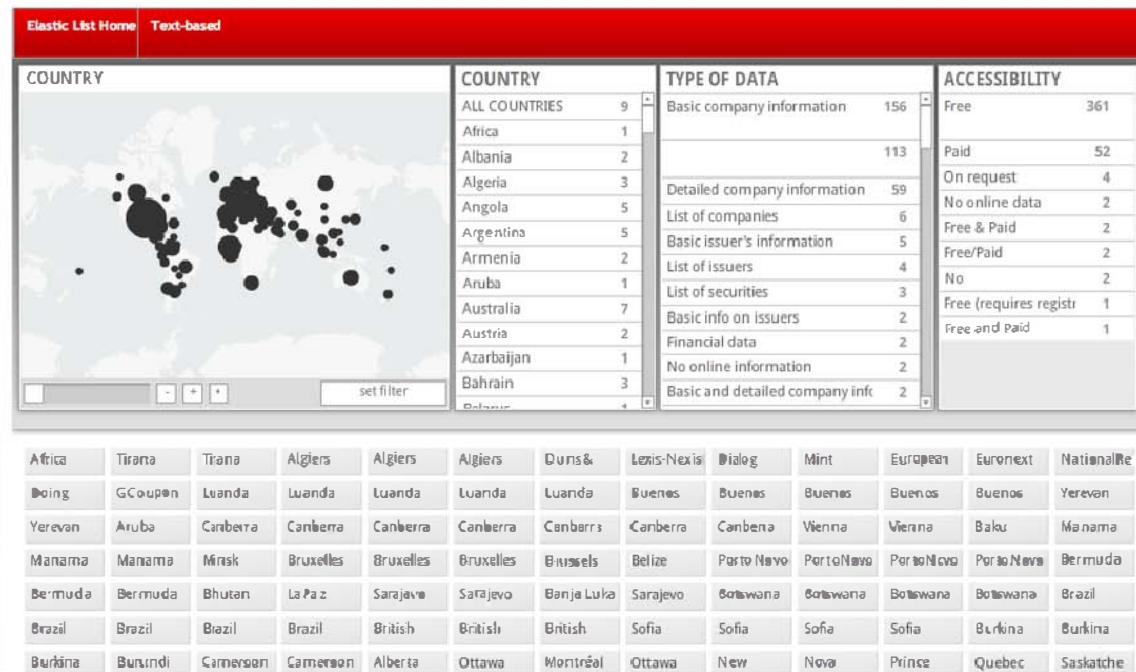 Elastic List Home Text-based
COUNTRY
COUNTRY
ALL COUNTRIES 9
Africa 1
Albania 2
Algeria 3
Angola 5
Argentina 5
Armenia 2
Aruba 1
Australia 7
Austria 2
Azarbaijan 1
Bahrain 3
- + *
set filter
TYPE OF DATA
Basic company information 156
113
Detailed company information 59
List of companies 6
Basic issuer's information 5
List of issuers 4
List of securities 3
Basic info on issuers 2
Financial data 2
No online information 2
Basic and detailed company info 2
ACCESSIBILITY
Free 361
Paid 52
On request 4
No online data 2
Free & Paid 2
Free/Paid 2
No 2
Free (requires registr 1
Free and Paid 1
Africa Tirana Tirana Algiers Algiers Algiers Duns& Lexis-Nexis Dialog Mint European Euronext NationalRe
Doing GCoupon Luanda Luanda Luanda Luanda Luanda Buenos Buenos Buenos Buenos Buenos Yerevan
Yerevan Aruba Canberra Canberra Canberra Canberra Canberra Canberra Canberra Vienna Vienna Baku Manama
Manama Manama Minsk Bruxelles Bruxelles Bruxelles Brussels Belize Porto Novo PortoNovo PortoNovo Porto Novo Bermuda
Bermuda Bermuda Bhutan La Paz Sarajevo Sarajevo Banja Luka Sarajevo Botswana Botswana Botswana Botswana Brazil
Brazil Brazil Brazil Brazil British British British Sofia Sofia Sofia Sofia Burkina Burkina
Burkina Burundi Cameroon Cameroon Alberta Ottawa Montréal Ottawa New Nova Prince Quebec Saskatche